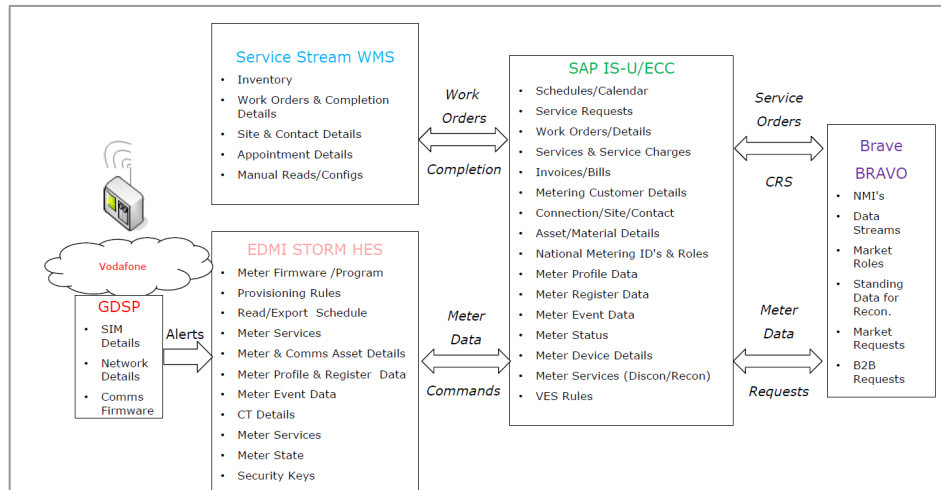 Service Stream WMS
• Inventory
• Work Orders & Completion
Details
• Site & Contact Details
• Appointment Details
• Manual Reads/Configs
Work
Orders
Completion
SAP IS-U/ECC
• Schedules/Calendar
• Service Requests
• Work Orders/Details
• Services & Service Charges
• Invoices/Bills
• Metering Customer Details
• Connection/Site/Contact
• Asset/Material Details
• National Metering ID's & Roles
• Meter Profile Data
• Meter Register Data
• Meter Event Data
• Meter Status
• Meter Device Details
• Meter Services (Discon/Recon)
• VES Rules
Service
Orders
CRS
Brave
BRAVO
• NMI's
• Data
Streams
• Market
Roles
• Standing
Data for
Recon.
• Market
Requests
• B2B
Requests
Vodafone
GDSP
• SIM
Details
• Network
Details
• Comms
Firmware
Alerts
EDMI STORM HES
• Meter Firmware /Program
• Provisioning Rules
• Read/Export Schedule
• Meter Services
• Meter & Comms Asset Details
• Meter Profile & Register Data
• Meter Event Data
• CT Details
• Meter Services
• Meter State
• Security Keys
Meter
Data
Commands
Meter
Data
Requests